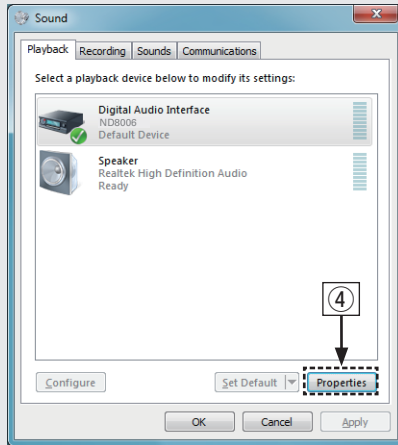 Sound
Playback Recording Sounds Communications
Select a playback device below to modify its settings:
Digital Audio Interface
ND8006
Default Device
Speaker
Realtek High Definition Audio
Ready
④
Configure Set Default Properties
OK Cancel Apply